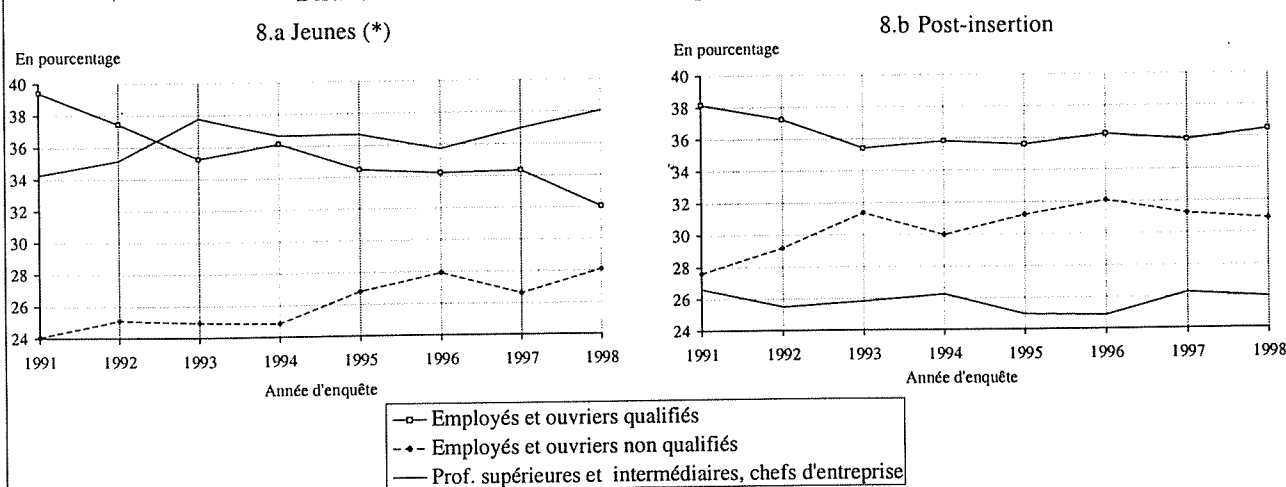 8.a Jeunes (*)
En pourcentage
40
38
36
34
32
30
28
26
24
1991 1992 1993 1994 1995 1996 1997 1998
Année d'enquête
8.b Post-insertion
En pourcentage
40
38
36
34
32
30
28
26
24
1991 1992 1993 1994 1995 1996 1997 1998
Année d'enquête
Employés et ouvriers qualifiés
Employés et ouvriers non qualifiés
Prof. supérieures et intermédiaires, chefs d'entreprise